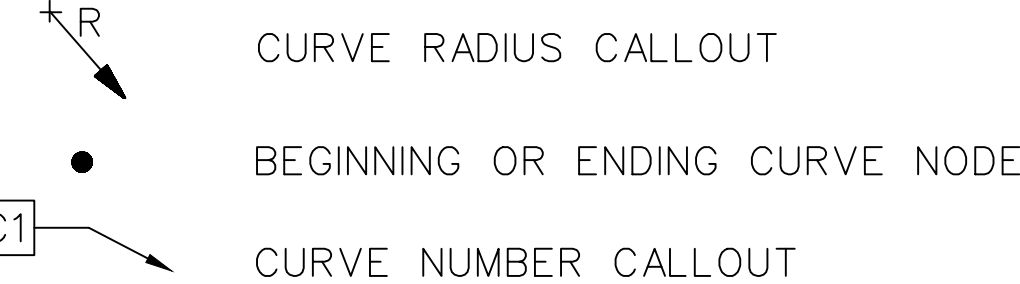 R
CURVE RADIUS CALLOUT
BEGINNING OR ENDING CURVE NODE
C1
CURVE NUMBER CALLOUT